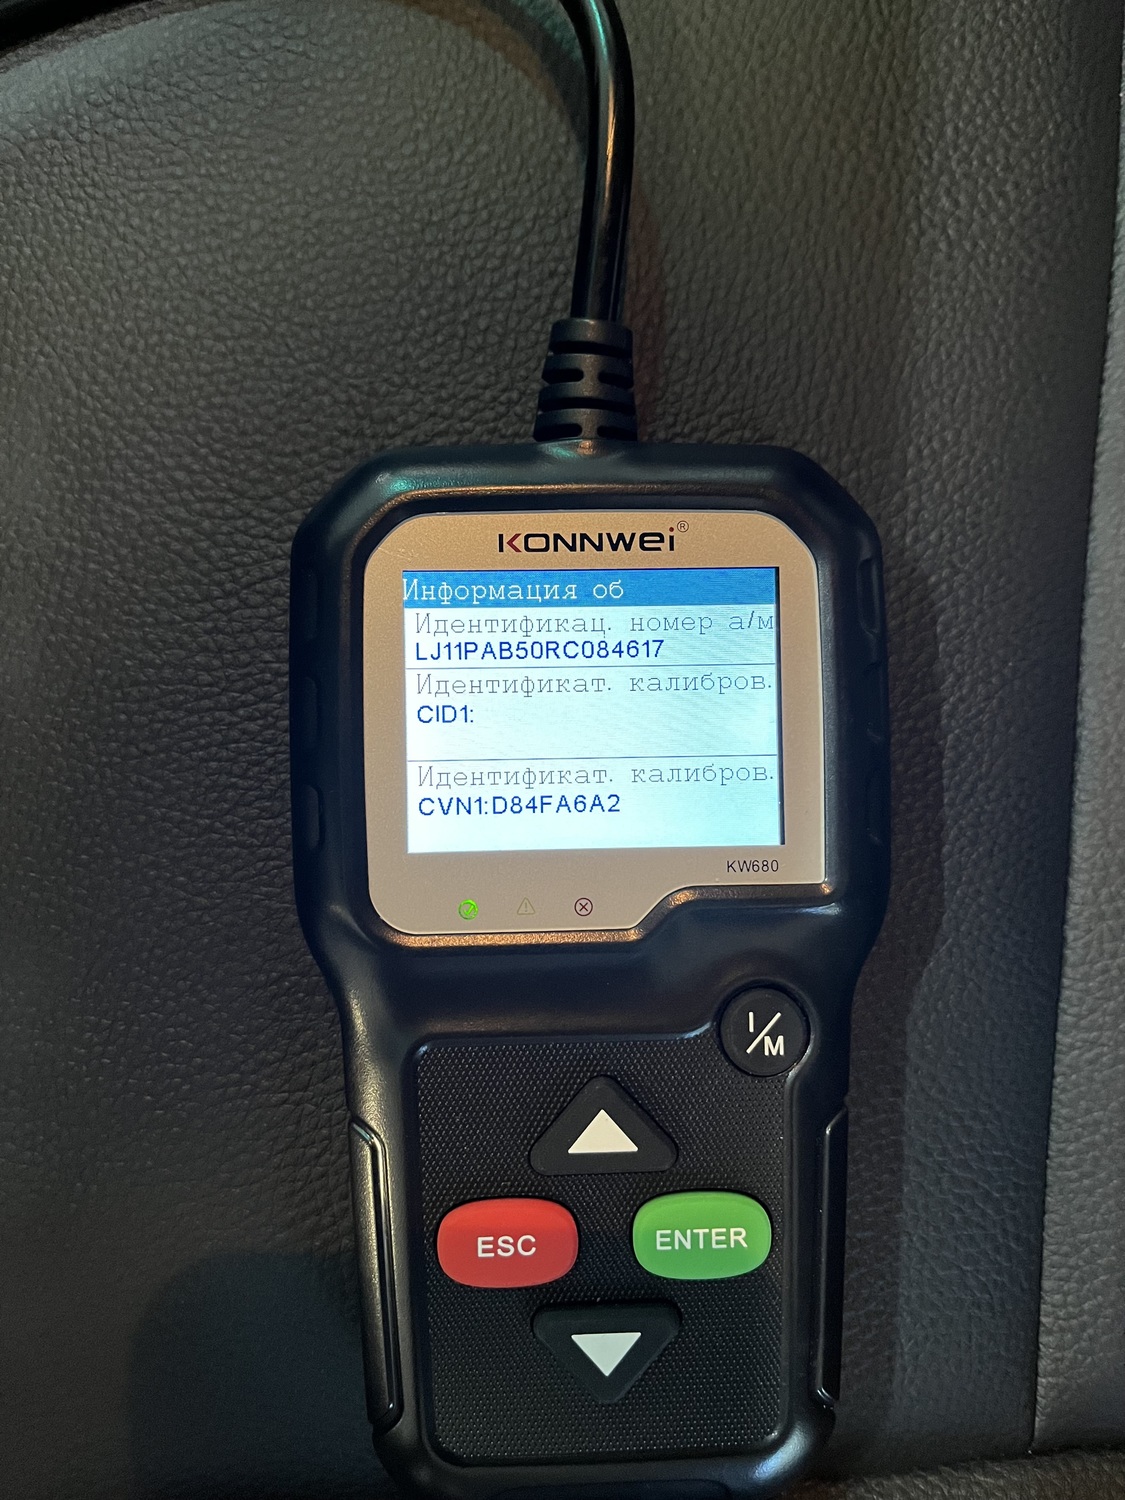 KONNWEI®
Информация об
Идентификац. номер а/м
LJ11PAB50RC084617
Идентификат. калибров.
CID1:
Идентификат. калибров.
CVN1:D84FA6A2
KW680
I/M
ESC
ENTER